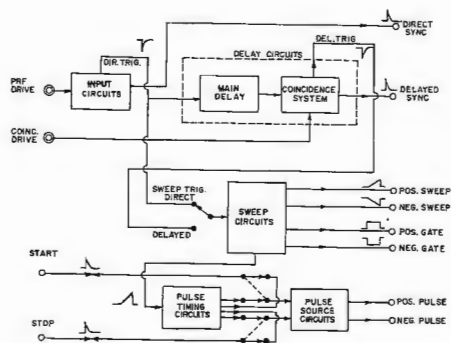 DEL. TRIG
DIRECT
SYNC
DIR. TRIG.
DELAY CIRCUITS
PRF
DRIVE
INPUT
CIRCUITS
MAIN
DELAY
COINCIDENCE
SYSTEM
DELAYED
SYNC
COINC.
DRIVE
SWEEP TRIG.
DIRECT
DELAYED
SWEEP
CIRCUITS
POS. SWEEP
NEG. SWEEP
POS. GATE
NEG. GATE
START
STOP
PULSE
TIMING
CIRCUITS
PULSE
SOURCE
CIRCUITS
POS. PULSE
NEG. PULSE